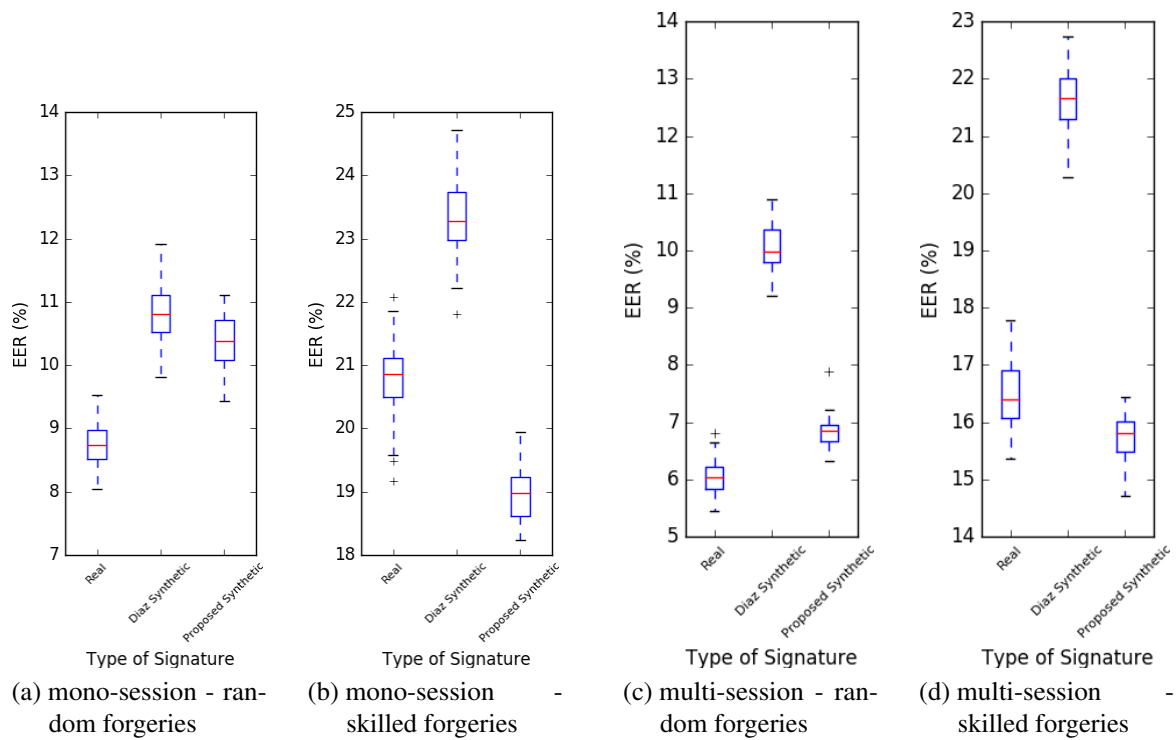 14
13
12
11
10
9
8
7
EER (%)
Real
Diaz Synthetic
Proposed Synthetic
Type of Signature
(a) mono-session - ran-
dom forgeries
25
24
23
22
21
20
19
18
EER (%)
Real
Diaz Synthetic
Proposed Synthetic
Type of Signature
(b) mono-session -
skilled forgeries
14
13
12
11
10
9
8
7
6
5
EER (%)
Real
Diaz Synthetic
Proposed Synthetic
Type of Signature
(c) multi-session - ran-
dom forgeries
23
22
21
20
19
18
17
16
15
14
EER (%)
Real
Diaz Synthetic
Proposed Synthetic
Type of Signature
(d) multi-session -
skilled forgeries